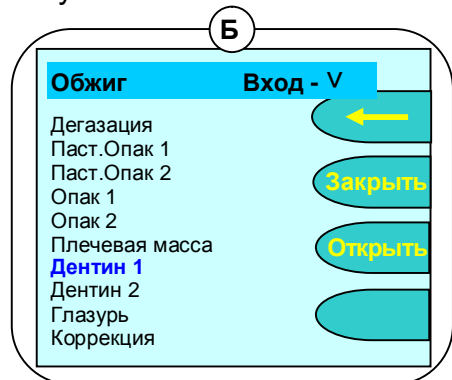 Б
Обжиг Вход - V
Дегазация
Паст.Опак 1
Паст.Опак 2
Закрыть
Опак 1
Опак 2
Плечевая масса
Открыть
Дентин 1
Дентин 2
Глазурь
Коррекция